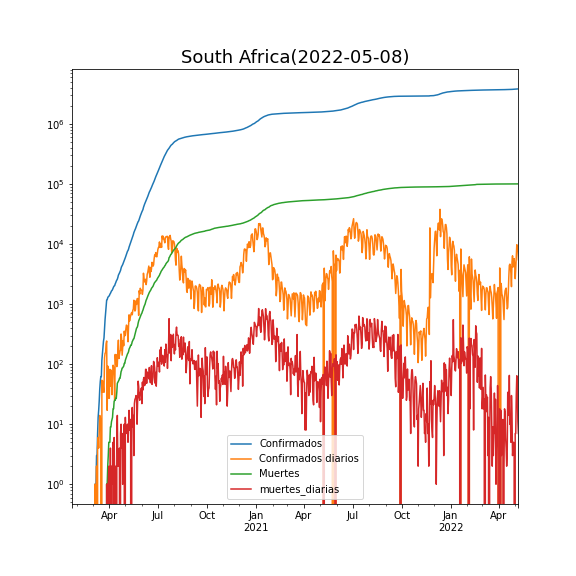 South Africa(2022-05-08)
10^6
10^5
10^4
10^3
10^2
10^1
10^0
Confirmados
Confirmados diarios
Muertes
muertes_diarias
Apr Jul Oct Jan Apr Jul Oct Jan Apr
2021 2022